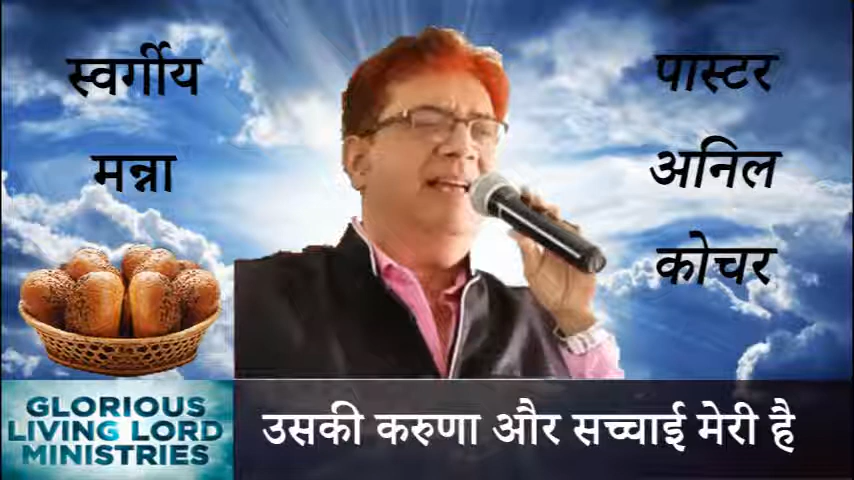 स्वर्गीय
मन्ना
पास्टर
अनिल
कोचर
GLORIOUS
LIVING LORD
MINISTRIES
उसकी करुणा और सच्चाई मेरी है